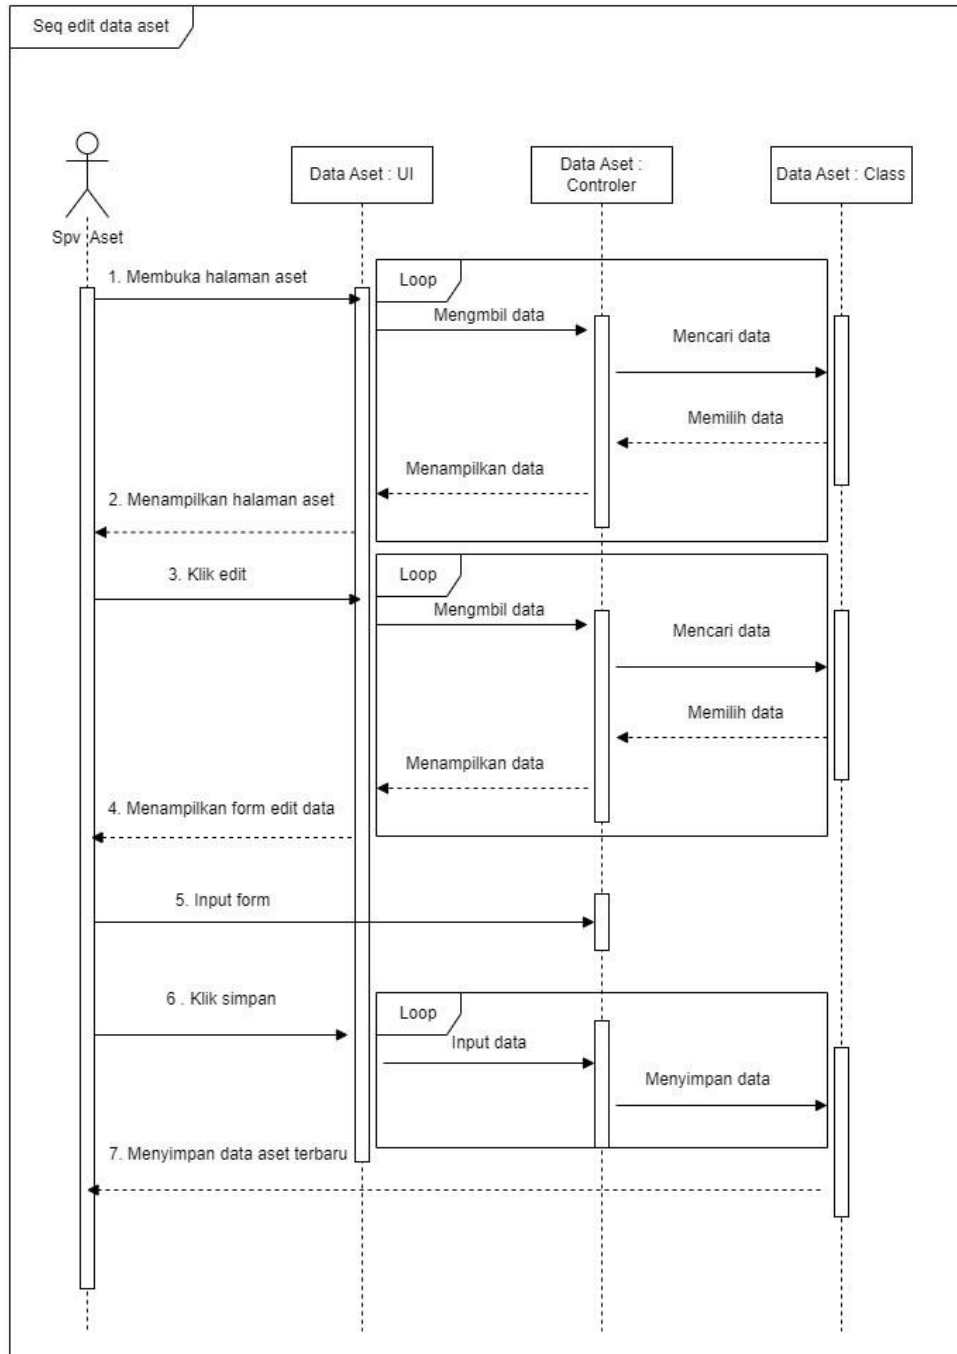 Seq edit data aset
Data Aset : UI
Data Aset :
Controler
Data Aset : Class
Spv Aset
1. Membuka halaman aset
Loop
Mengmbil data
Mencari data
Memilih data
Menampilkan data
2. Menampilkan halaman aset
3. Klik edit
Loop
Mengmbil data
Mencari data
Memilih data
Menampilkan data
4. Menampilkan form edit data
5. Input form
6 . Klik simpan
Loop
Input data
Menyimpan data
7. Menyimpan data aset terbaru